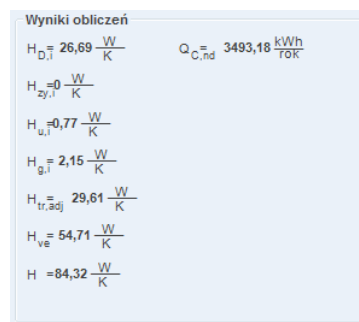 Wyniki obliczeń
H_D,i = 26,69 W/K Q_C,nd = 3493,18 kWh/rok
H_zy,i = 0 W/K
H_u,i = 0,77 W/K
H_g,i = 2,15 W/K
H_tr,adj = 29,61 W/K
H_ve = 54,71 W/K
H =84,32 W/K